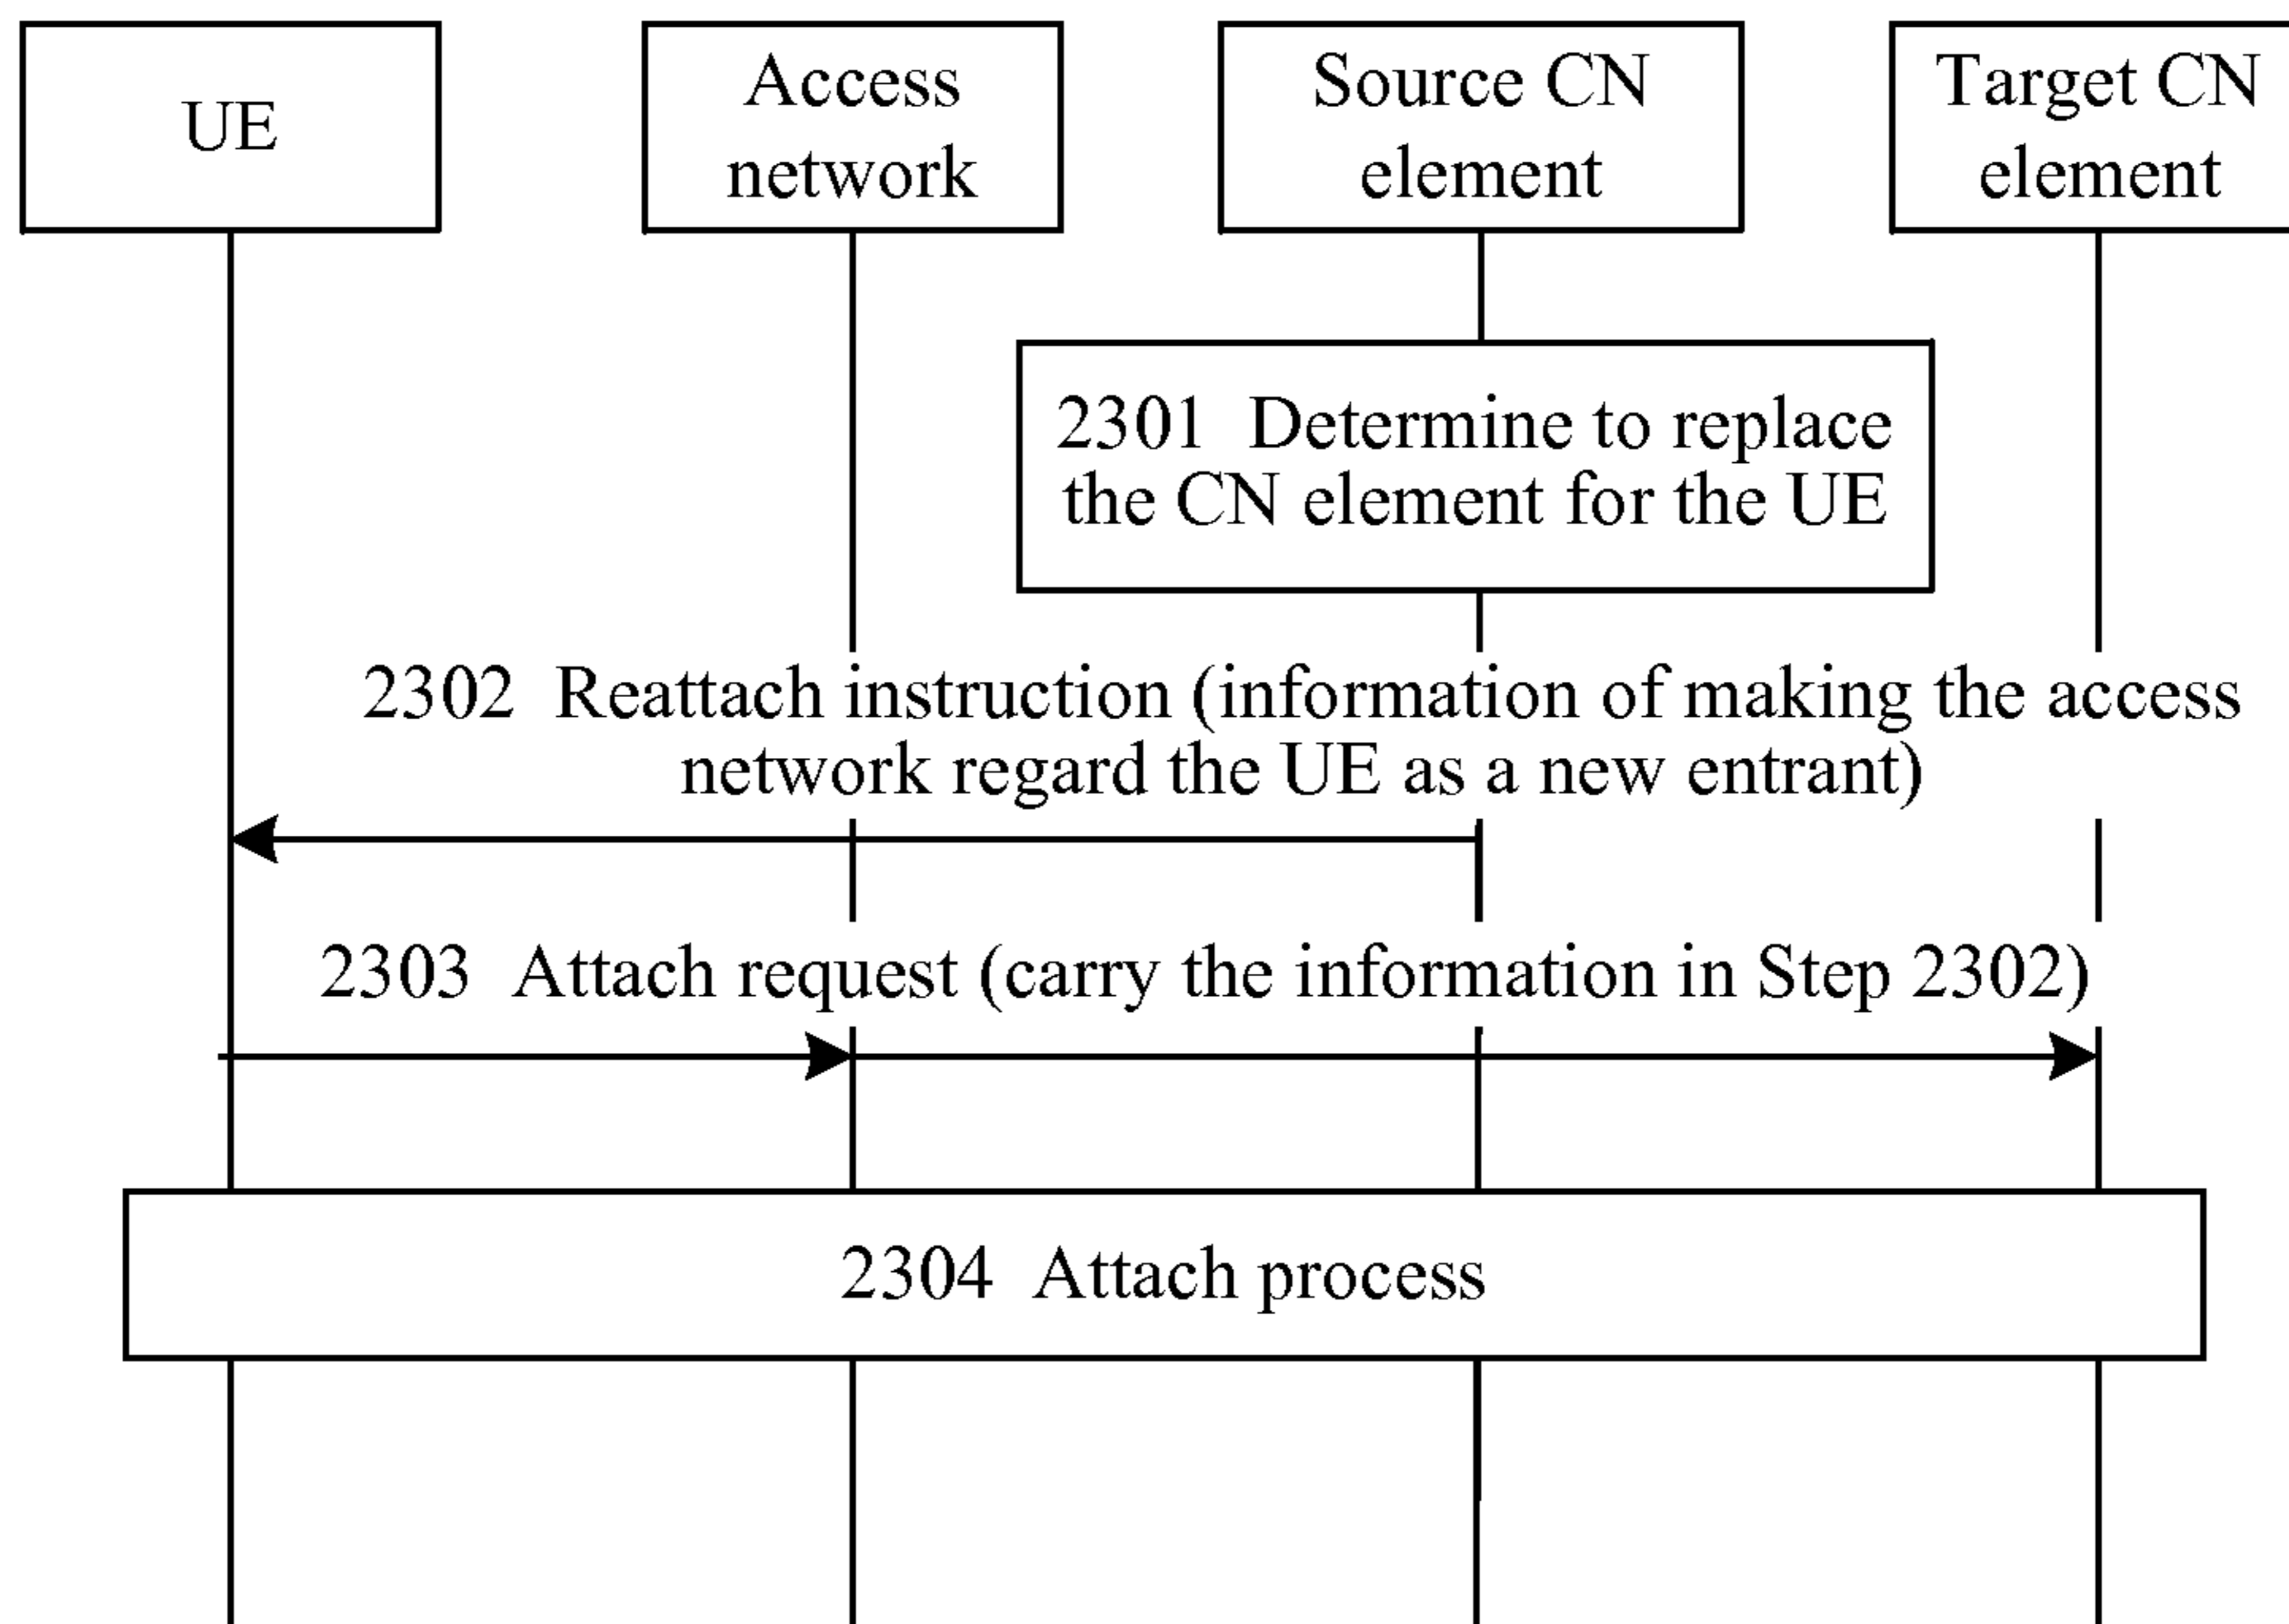 UE
Access
network
Source CN
element
Target CN
element
2301 Determine to replace
the CN element for the UE
2302 Reattach instruction (information of making the access
network regard the UE as a new entrant)
2303 Attach request (carry the information in Step 2302)
2304 Attach process